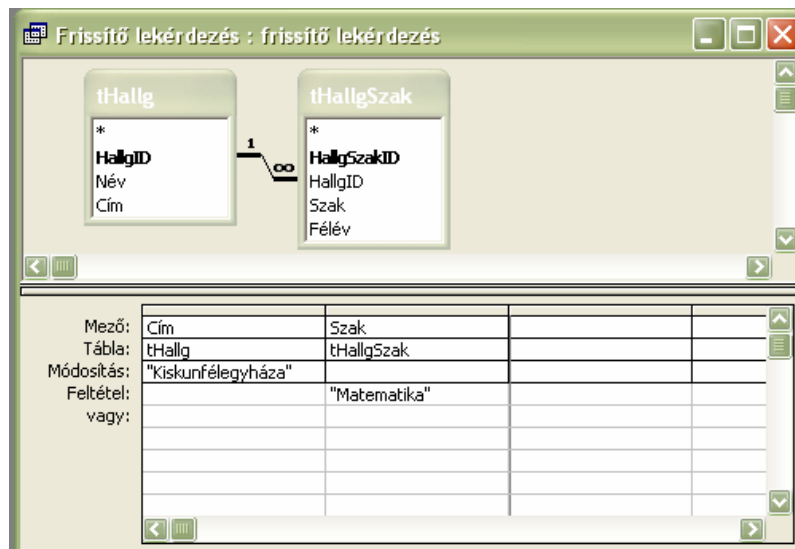 Frissítő lekérdezés : frissítő lekérdezés
tHallg
*
HallgID
Név
Cím
1
∞
tHallgSzak
*
HallgSzakID
HallgID
Szak
Félév
Mező: Cím Szak
Tábla: tHallg tHallgSzak
Módosítás: "Kiskunfélegyháza"
Feltétel: "Matematika"
vagy: